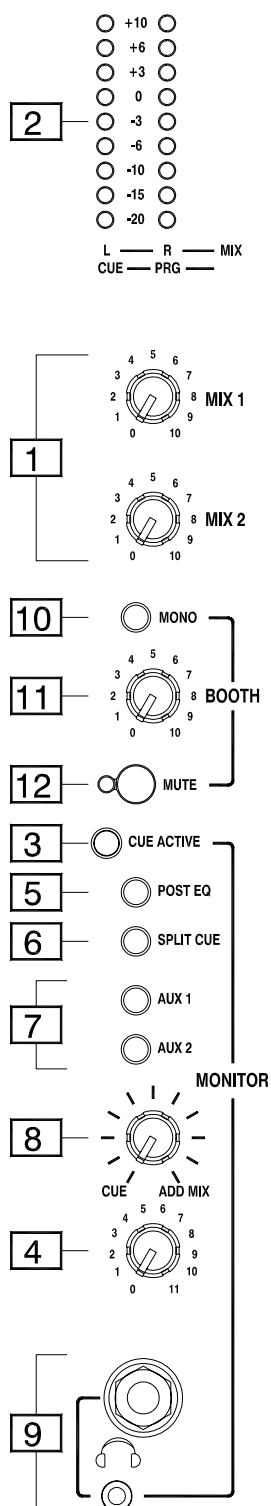 +10
+6
+3
0
2 -3
-6
-10
-15
-20
L R MIX
CUE PRG
1
0 1 2 3 4 5 6 7 8 9 10 MIX 1
0 1 2 3 4 5 6 7 8 9 10 MIX 2
10 MONO
11 0 1 2 3 4 5 6 7 8 9 10 BOOTH
12 MUTE
3 CUE ACTIVE
5 POST EQ
6 SPLIT CUE
7 AUX 1
AUX 2
MONITOR
8
CUE ADD MIX
4 0 1 2 3 4 5 6 7 8 9 10 11
9